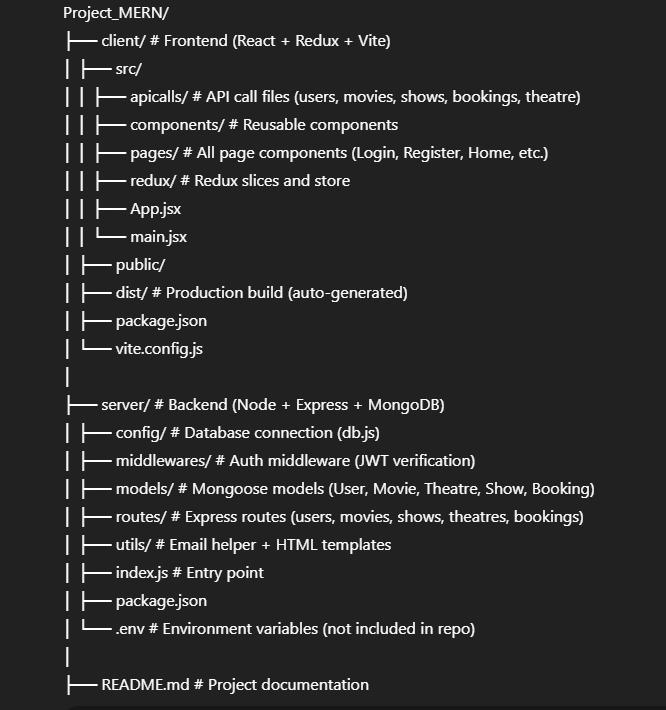 Project_MERN/
├── client/ # Frontend (React + Redux + Vite)
│ ├── src/
│ │ ├── apicalls/ # API call files (users, movies, shows, bookings, theatre)
│ │ ├── components/ # Reusable components
│ │ ├── pages/ # All page components (Login, Register, Home, etc.)
│ │ ├── redux/ # Redux slices and store
│ │ ├── App.jsx
│ │ └── main.jsx
│ ├── public/
│ ├── dist/ # Production build (auto-generated)
│ ├── package.json
│ └── vite.config.js
│
├── server/ # Backend (Node + Express + MongoDB)
│ ├── config/ # Database connection (db.js)
│ ├── middlewares/ # Auth middleware (JWT verification)
│ ├── models/ # Mongoose models (User, Movie, Theatre, Show, Booking)
│ ├── routes/ # Express routes (users, movies, shows, theatres, bookings)
│ ├── utils/ # Email helper + HTML templates
│ ├── index.js # Entry point
│ ├── package.json
│ └── .env # Environment variables (not included in repo)
│
├── README.md # Project documentation